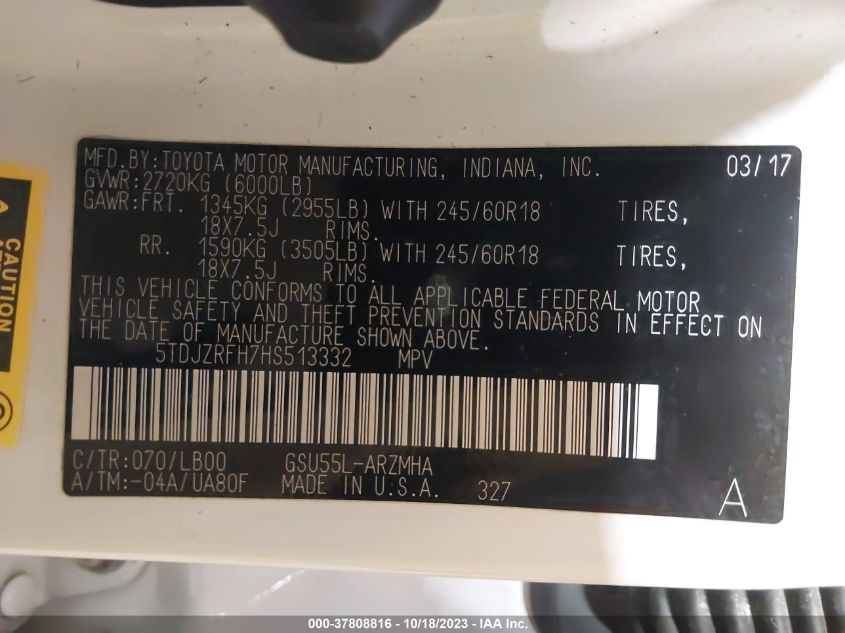 MFD.BY:TOYOTA MOTOR MANUFACTURING, INDIANA, INC. 03/17
GVWR:2720KG (6000LB)
GAWR:FRT. 1345KG (2955LB) WITH 245/60R18 TIRES,
18X7.5J RIMS.
RR. 1590KG (3505LB) WITH 245/60R18 TIRES,
18X7.5J RIMS.
THIS VEHICLE CONFORMS TO ALL APPLICABLE FEDERAL MOTOR
VEHICLE SAFETY AND THEFT PREVENTION STANDARDS IN EFFECT ON
THE DATE OF MANUFACTURE SHOWN ABOVE.
5TDJZRFH7HS513332 MPV
C/TR:070/LB00 GSU55L-ARZMHA
A/TM:-04A/UA80F MADE IN U.S.A. 327 A
CAUTION
000-37808816 - 10/18/2023 - IAA Inc.